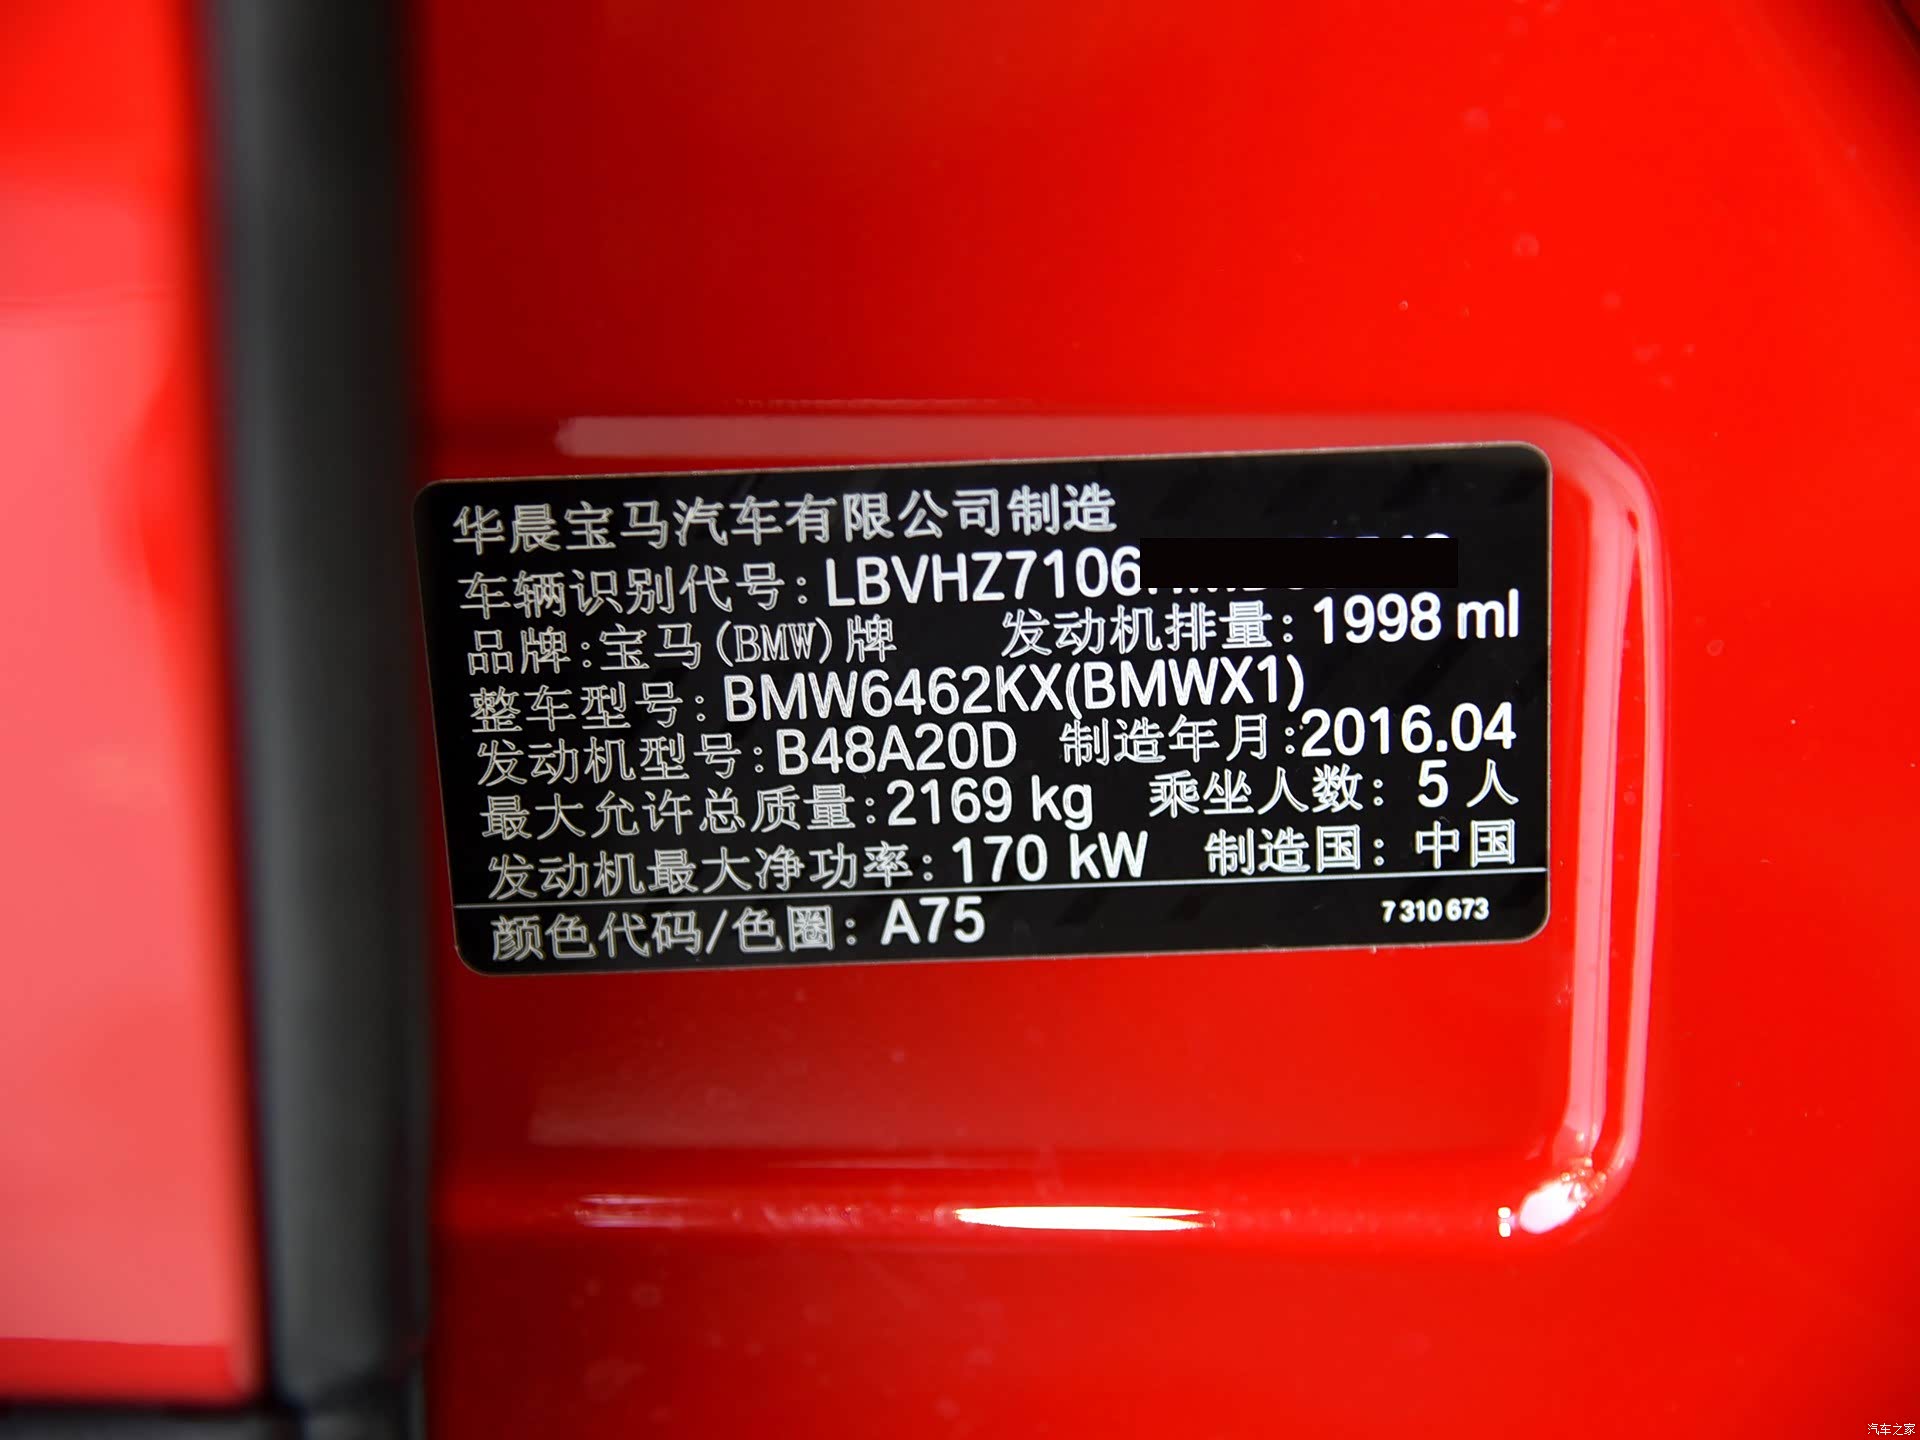 华晨宝马汽车有限公司制造
车辆识别代号: LBVHZ7106
品牌:宝马(BMW)牌 发动机排量: 1998 ml
整车型号: BMW6462KX(BMWX1)
发动机型号:B48A20D 制造年月:2016.04
最大允许总质量:2169 kg 乘坐人数: 5 人
发动机最大净功率: 170 kW 制造国: 中国
颜色代码/色圈: A75 7 310 673
汽车之家